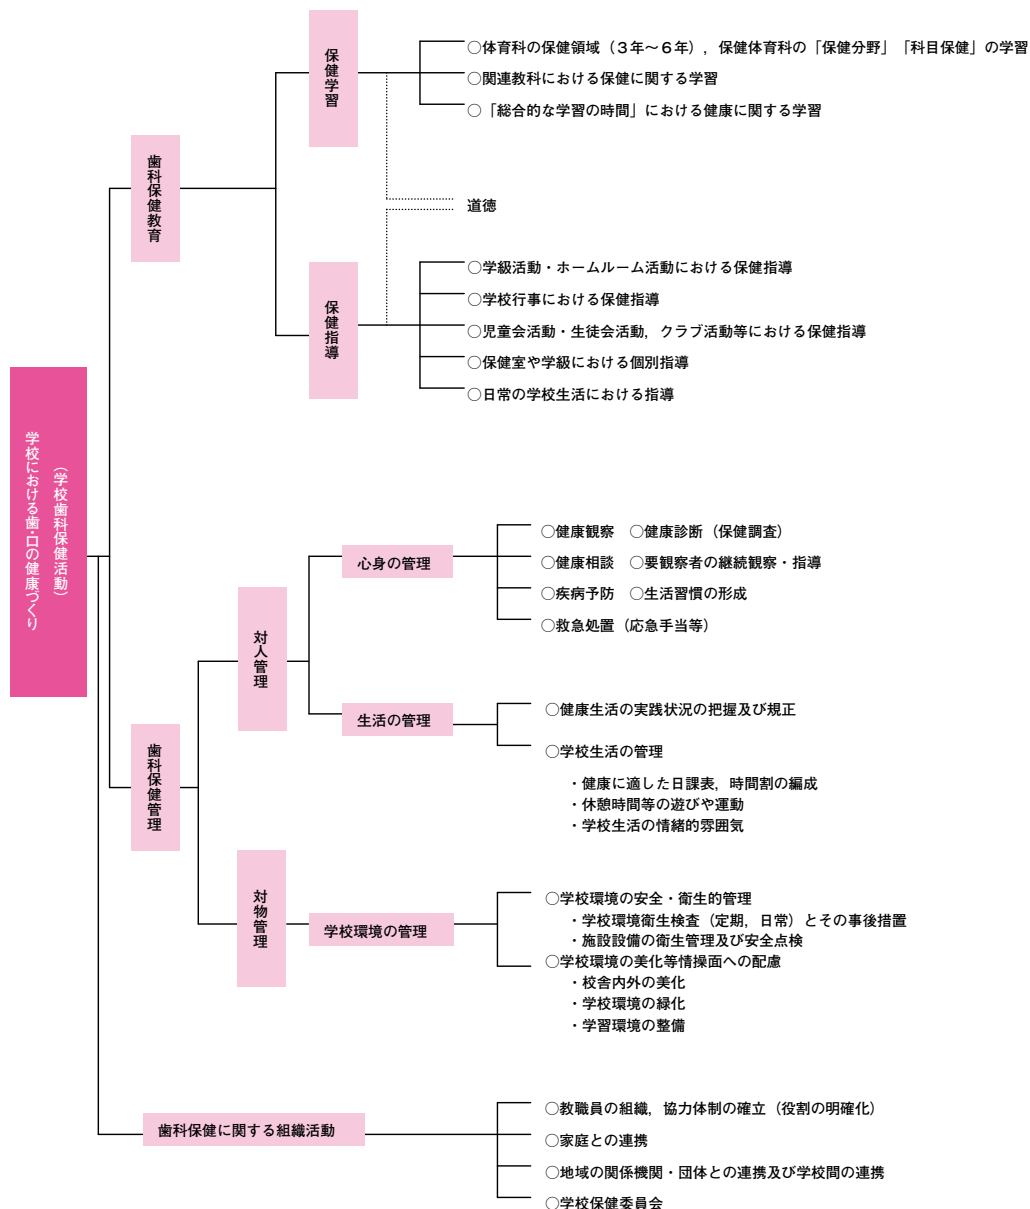 学校における歯・口の健康づくり
（学校歯科保健活動）
歯科保健教育
保健学習
○体育科の保健領域（３年～６年），保健体育科の「保健分野」「科目保健」の学習
○関連教科における保健に関する学習
○「総合的な学習の時間」における健康に関する学習
道徳
保健指導
○学級活動・ホームルーム活動における保健指導
○学校行事における保健指導
○児童会活動・生徒会活動，クラブ活動等における保健指導
○保健室や学級における個別指導
○日常の学校生活における指導
歯科保健管理
対人管理
心身の管理
○健康観察　○健康診断（保健調査）
○健康相談　○要観察者の継続観察・指導
○疾病予防　○生活習慣の形成
○救急処置（応急手当等）
生活の管理
○健康生活の実践状況の把握及び規正
○学校生活の管理
・健康に適した日課表，時間割の編成
・休憩時間等の遊びや運動
・学校生活の情緒的雰囲気
対物管理
学校環境の管理
○学校環境の安全・衛生的管理
・学校環境衛生検査（定期，日常）とその事後措置
・施設設備の衛生管理及び安全点検
○学校環境の美化等情操面への配慮
・校舎内外の美化
・学校環境の緑化
・学習環境の整備
歯科保健に関する組織活動
○教職員の組織，協力体制の確立（役割の明確化）
○家庭との連携
○地域の関係機関・団体との連携及び学校間の連携
○学校保健委員会